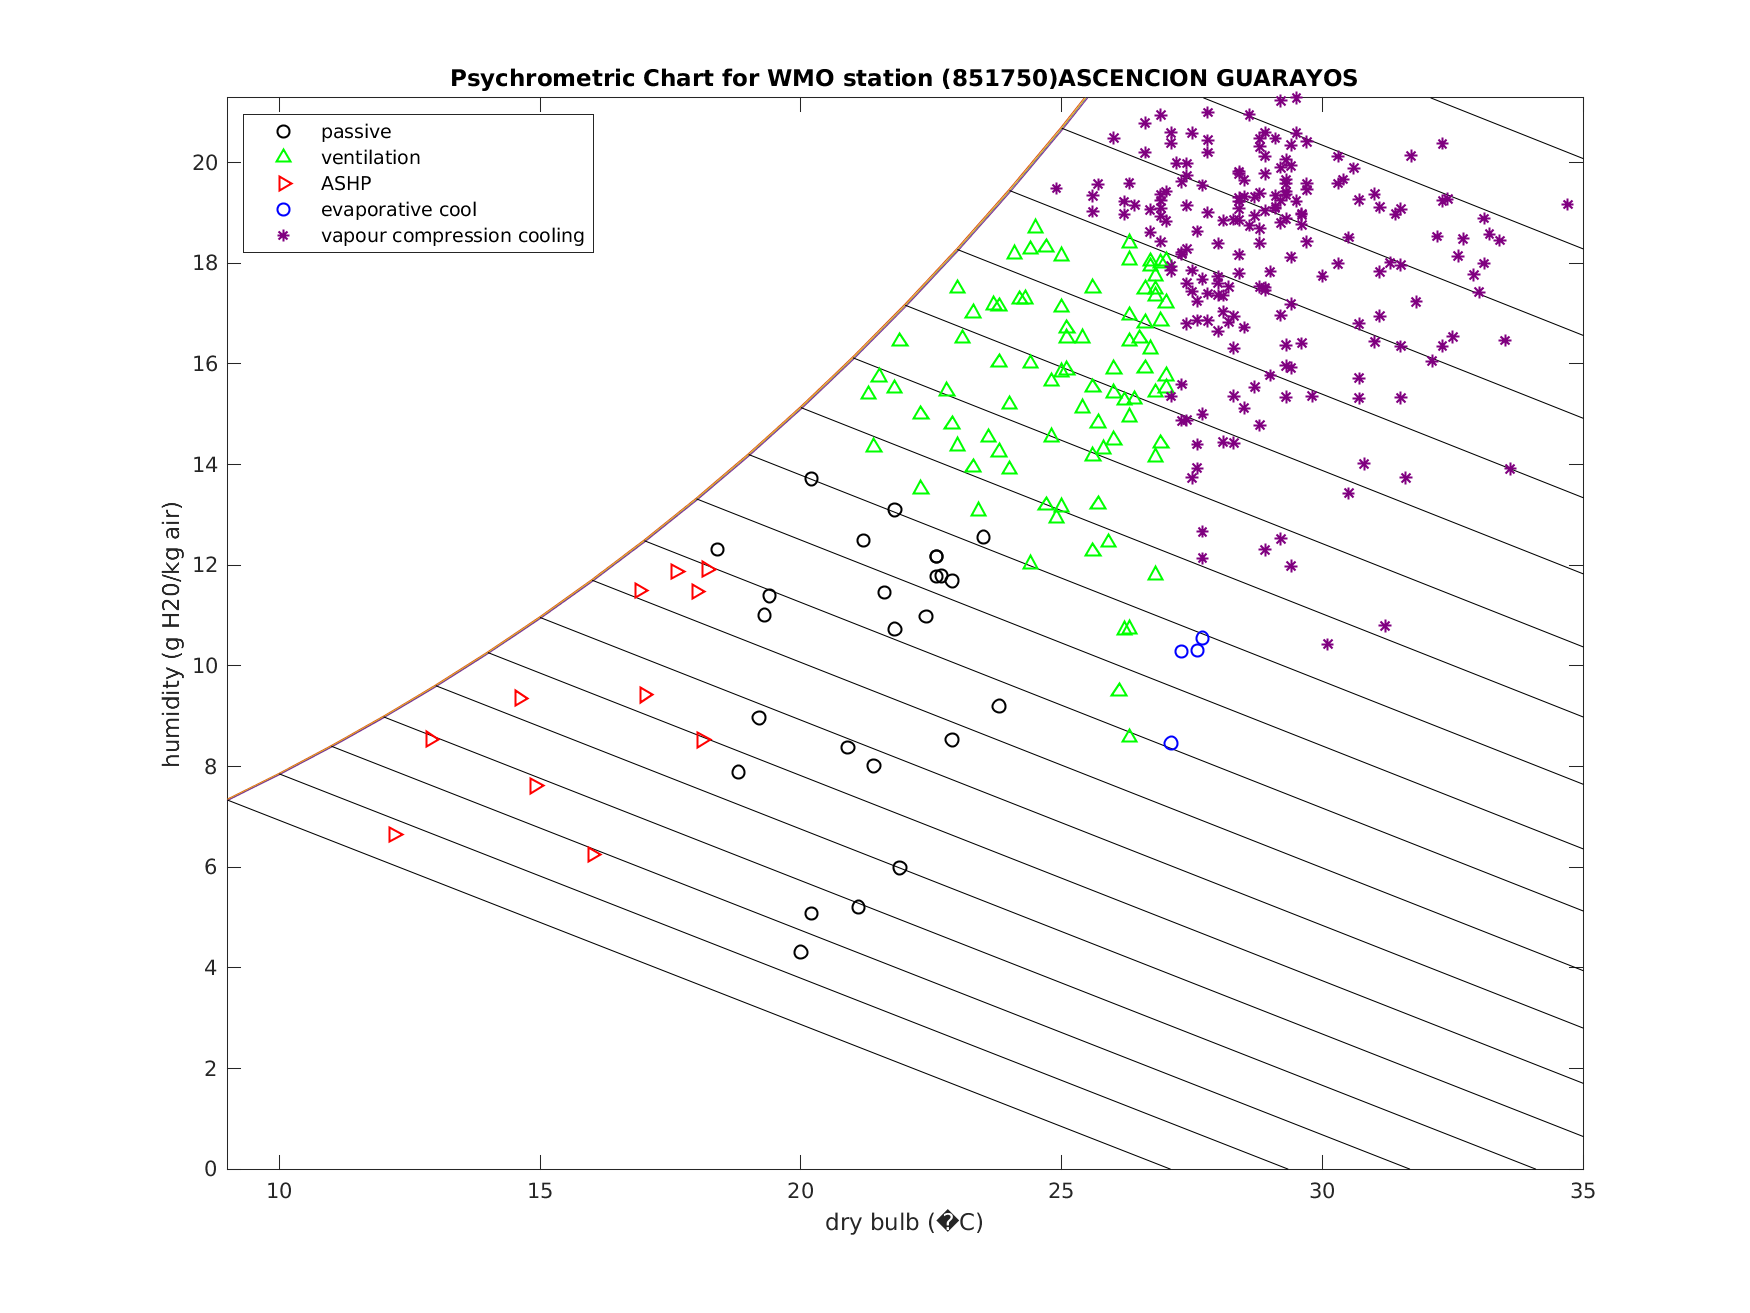 Psychrometric Chart for WMO station (851750)ASCENCION GUARAYOS
passive
ventilation
ASHP
evaporative cool
vapour compression cooling
humidity (g H20/kg air)
20
18
16
14
12
10
8
6
4
2
0
10 15 20 25 30 35
dry bulb (�C)